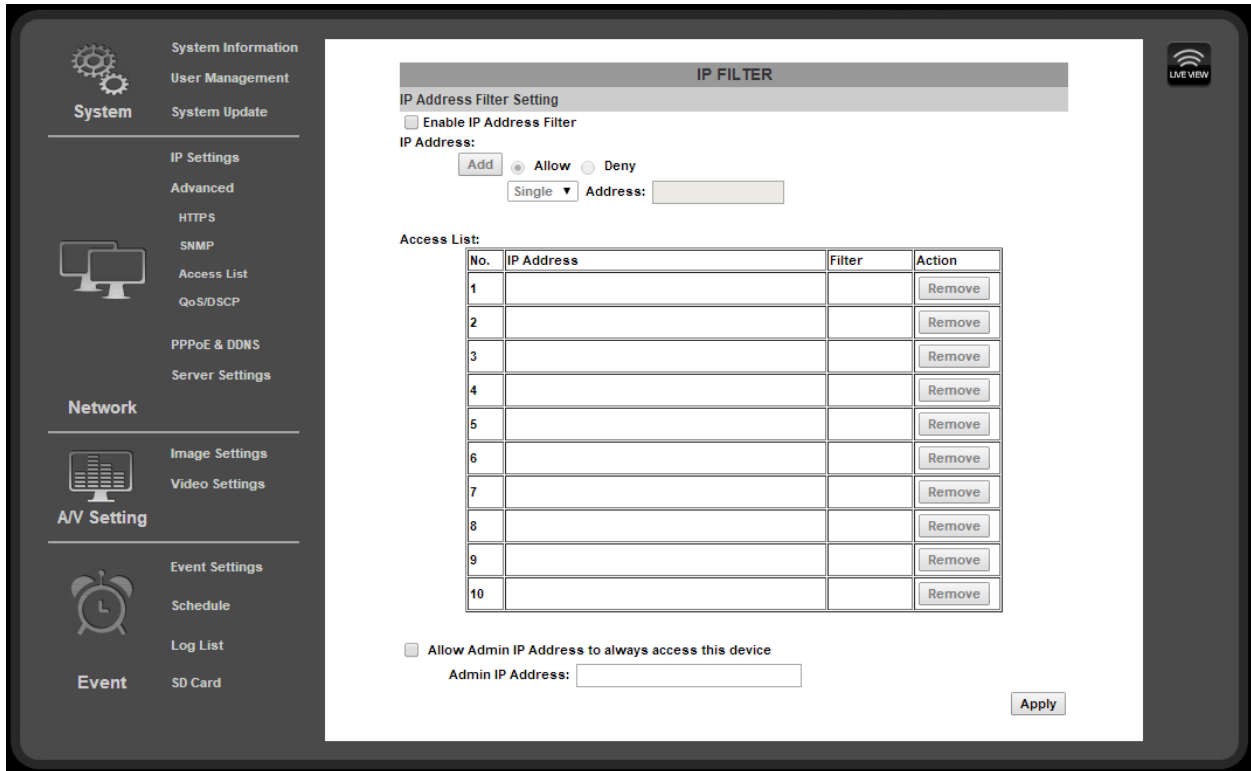 System Information
User Management
System
System Update
IP Settings
Advanced
HTTPS
SNMP
Access List
QoS/DSCP
PPPoE & DDNS
Server Settings
Network
Image Settings
Video Settings
A/V Setting
Event Settings
Schedule
Log List
Event
SD Card
IP FILTER
IP Address Filter Setting
Enable IP Address Filter
IP Address:
Add Allow Deny
Single ▼ Address:
Access List:
No. IP Address Filter Action
1 Remove
2 Remove
3 Remove
4 Remove
5 Remove
6 Remove
7 Remove
8 Remove
9 Remove
10 Remove
Allow Admin IP Address to always access this device
Admin IP Address:
Apply
LIVE VIEW